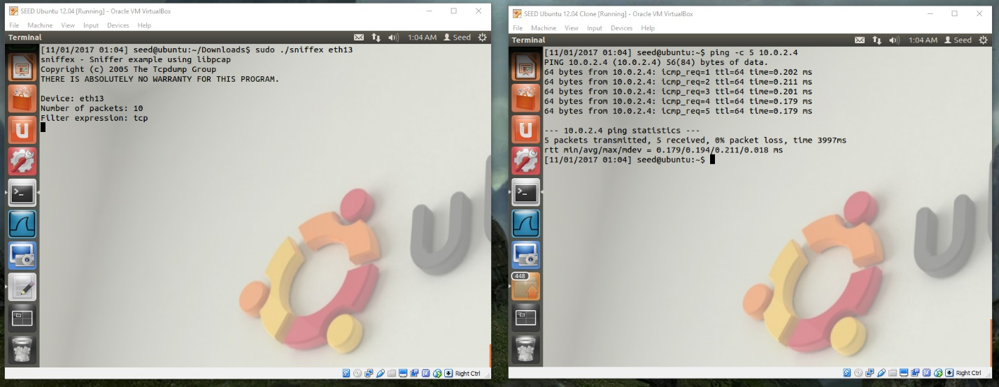 SEED Ubuntu 12.04 [Running] - Oracle VM VirtualBox
File Machine View Input Devices Help
Terminal 1:04 AM Seed
[11/01/2017 01:04] seed@ubuntu:~/Downloads$ sudo ./sniffex eth13
sniffex - Sniffer example using libpcap
Copyright (c) 2005 The Tcpdump Group
THERE IS ABSOLUTELY NO WARRANTY FOR THIS PROGRAM.
Device: eth13
Number of packets: 10
Filter expression: tcp
U
Right Ctrl
SEED Ubuntu 12.04 Clone [Running] - Oracle VM VirtualBox
File Machine View Input Devices Help
Terminal 1:04 AM Seed
[11/01/2017 01:04] seed@ubuntu:~$ ping -c 5 10.0.2.4
PING 10.0.2.4 (10.0.2.4) 56(84) bytes of data.
64 bytes from 10.0.2.4: icmp_req=1 ttl=64 time=0.202 ms
64 bytes from 10.0.2.4: icmp_req=2 ttl=64 time=0.211 ms
64 bytes from 10.0.2.4: icmp_req=3 ttl=64 time=0.201 ms
64 bytes from 10.0.2.4: icmp_req=4 ttl=64 time=0.179 ms
64 bytes from 10.0.2.4: icmp_req=5 ttl=64 time=0.179 ms
--- 10.0.2.4 ping statistics ---
5 packets transmitted, 5 received, 0% packet loss, time 3997ms
rtt min/avg/max/mdev = 0.179/0.194/0.211/0.018 ms
[11/01/2017 01:04] seed@ubuntu:~$
U
448
Right Ctrl